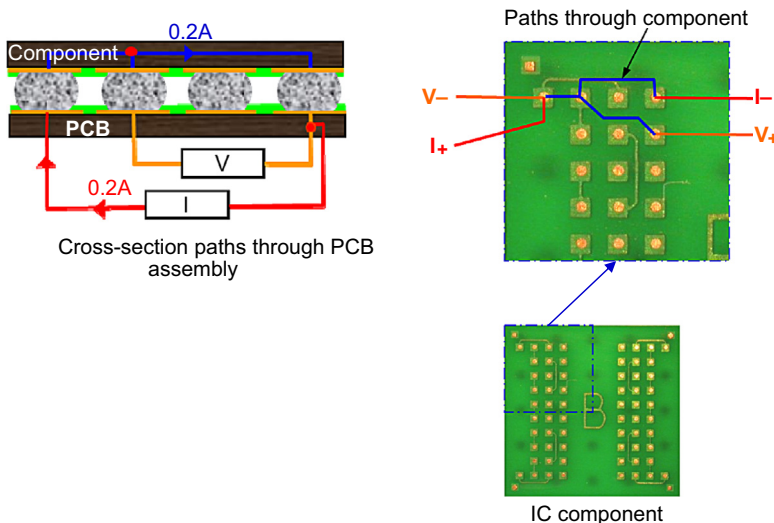 Component
0.2A
PCB
V
0.2A
I
Cross-section paths through PCB
assembly
Paths through component
V–
I+
I–
V+
B
IC component